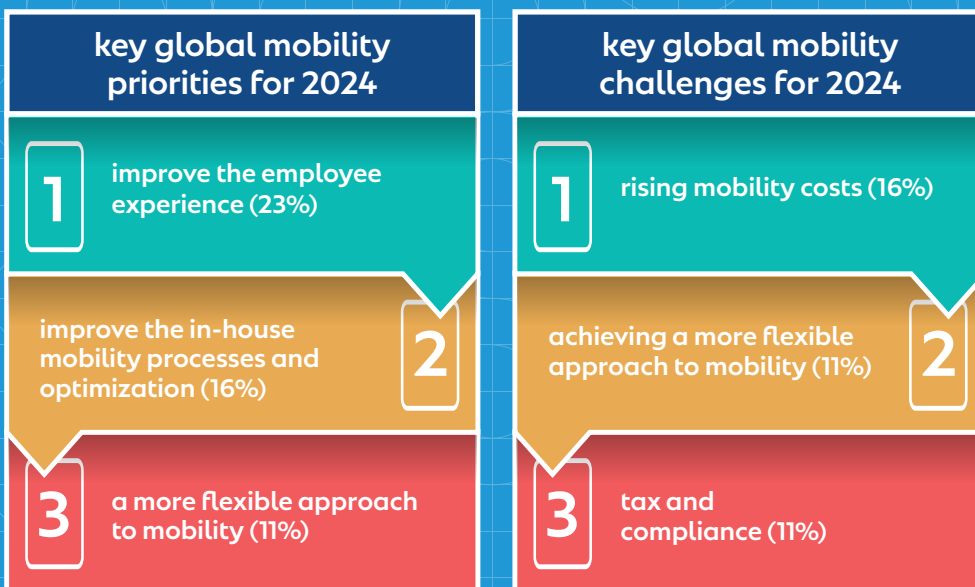 key global mobility
priorities for 2024
1
improve the employee
experience (23%)
improve the in-house
mobility processes and
optimization (16%)
2
3
a more flexible approach
to mobility (11%)
key global mobility
challenges for 2024
1
rising mobility costs (16%)
achieving a more flexible
approach to mobility (11%)
2
3
tax and
compliance (11%)